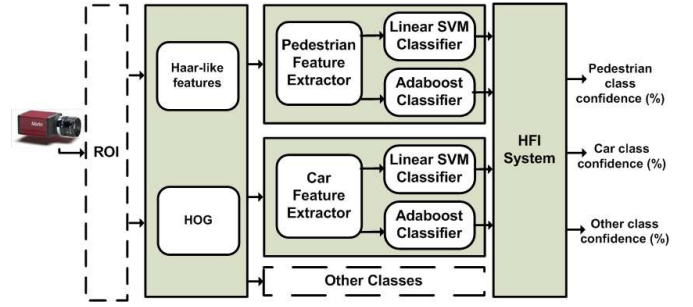 ROI
Haar-like
features
HOG
Pedestrian
Feature
Extractor
Linear SVM
Classifier
Adaboost
Classifier
Car
Feature
Extractor
Linear SVM
Classifier
Adaboost
Classifier
Other Classes
HFI
System
Pedestrian
class
confidence (%)
Car class
confidence (%)
Other class
confidence (%)